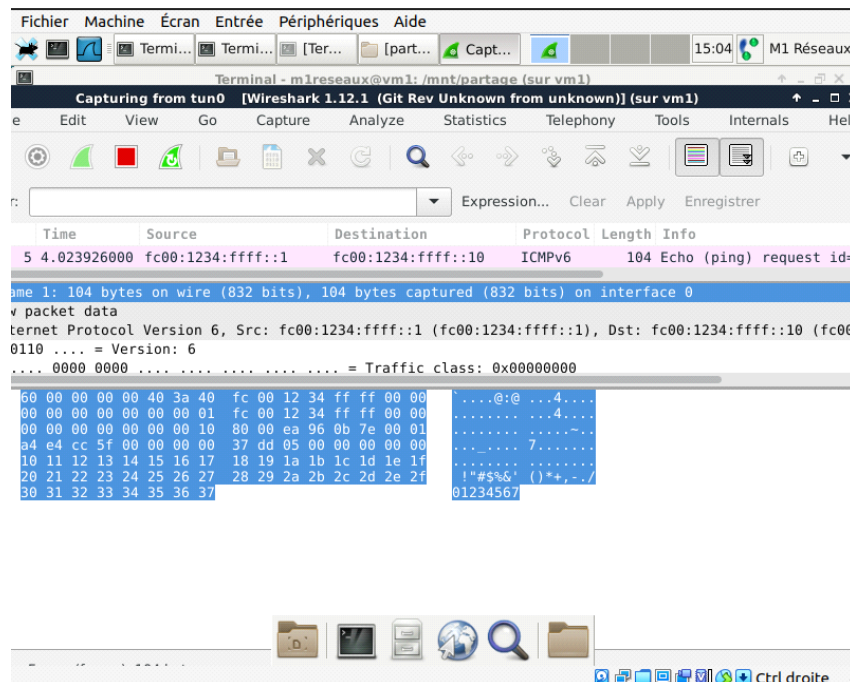 Fichier Machine Écran Entrée Périphériques Aide
Termi... Termi... [Ter... [part... Capt... 15:04 M1 Réseaux
Terminal - m1reseaux@vm1: /mnt/partage (sur vm1)
Capturing from tun0 [Wireshark 1.12.1 (Git Rev Unknown from unknown)] (sur vm1)
e Edit View Go Capture Analyze Statistics Telephony Tools Internals Hel
r: Expression... Clear Apply Enregistrer
Time Source Destination Protocol Length Info
5 4.023926000 fc00:1234:ffff::1 fc00:1234:ffff::10 ICMPv6 104 Echo (ping) request id=
ame 1: 104 bytes on wire (832 bits), 104 bytes captured (832 bits) on interface 0
w packet data
ternet Protocol Version 6, Src: fc00:1234:ffff::1 (fc00:1234:ffff::1), Dst: fc00:1234:ffff::10 (fc00
0110 .... = Version: 6
.... 0000 0000 .... .... .... .... .... = Traffic class: 0x00000000
60 00 00 00 00 40 3a 40 fc 00 12 34 ff ff 00 00 `....@:@ ...4....
00 00 00 00 00 00 00 01 fc 00 12 34 ff ff 00 00 ........ ...4....
00 00 00 00 00 00 00 10 80 00 ea 96 0b 7e 00 01 ........ .....~..
a4 e4 cc 5f 00 00 00 00 37 dd 05 00 00 00 00 00 ..._.... 7.......
10 11 12 13 14 15 16 17 18 19 1a 1b 1c 1d 1e 1f ........ ........
20 21 22 23 24 25 26 27 28 29 2a 2b 2c 2d 2e 2f !"#$%&' ()*+,-./
30 31 32 33 34 35 36 37 01234567
Ctrl droite